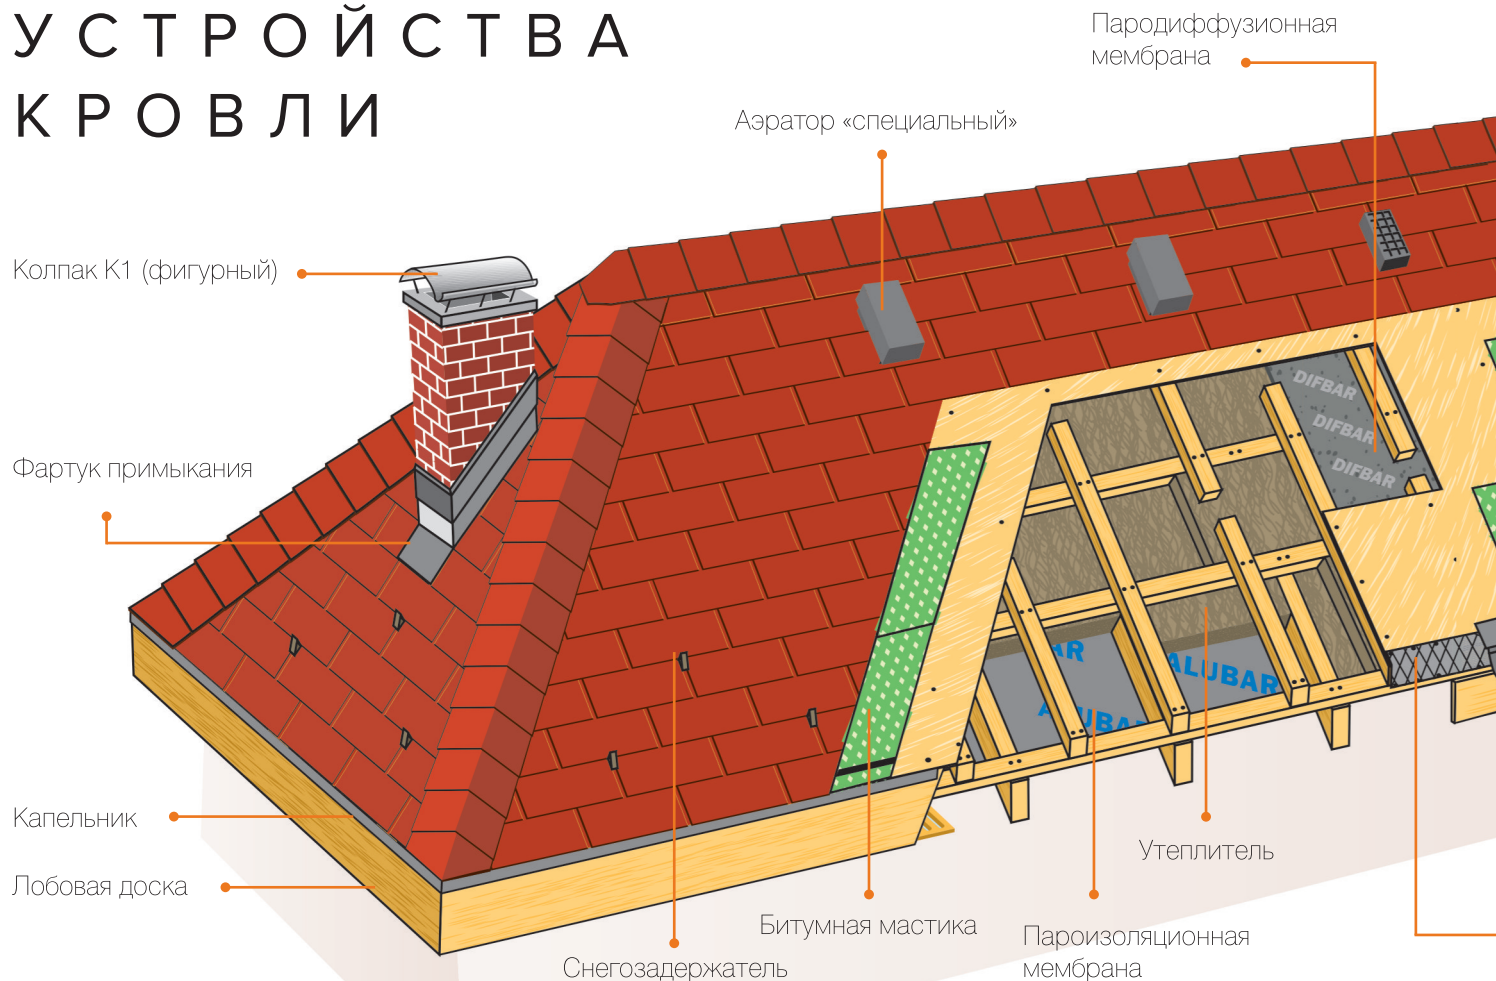 УСТРОЙСТВА
КРОВЛИ
Пародиффузионная
мембрана
Аэратор «специальный»
Колпак К1 (фигурный)
Фартук примыкания
DIFBAR
DIFBAR
DIFBAR
ALUBAR
Капельник
Лобовая доска
Утеплитель
Битумная мастика
Пароизоляционная
мембрана
Снегозадержатель